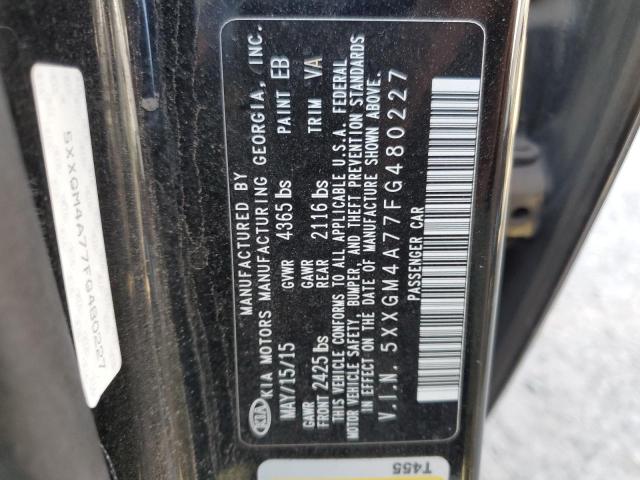 MANUFACTURED BY
KIA KIA MOTORS MANUFACTURING GEORGIA, INC.
MAY/15/15 GVWR 4365 lbs PAINT EB
GAWR FRONT 2425 lbs GAWR REAR 2116 lbs TRIM VA
THIS VEHICLE CONFORMS TO ALL APPLICABLE U.S.A. FEDERAL
MOTOR VEHICLE SAFETY, BUMPER, AND THEFT PREVENTION STANDARDS
IN EFFECT ON THE DATE OF MANUFACTURE SHOWN ABOVE.
V.I.N. 5XXGM4A77FG480227
PASSENGER CAR
5XXGM4A77FG480227
T455